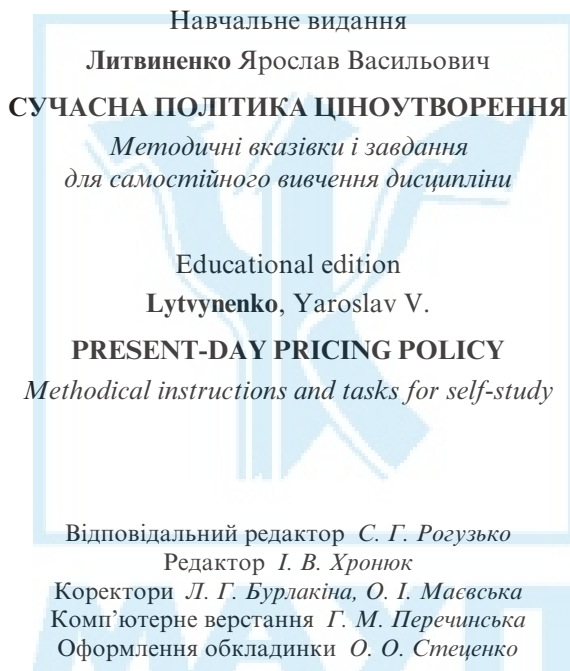 Навчальне видання
Литвиненко Ярослав Васильович
СУЧАСНА ПОЛІТИКА ЦІНОУТВОРЕННЯ
Методичні вказівки і завдання
для самостійного вивчення дисципліни
Educational edition
Lytvynenko, Yaroslav V.
PRESENT-DAY PRICING POLICY
Methodical instructions and tasks for self-study
Відповідальний редактор С. Г. Рогузько
Редактор І. В. Хронюк
Коректори Л. Г. Бурлакіна, О. І. Маєвська
Комп’ютерне верстання Г. М. Перечинська
Оформлення обкладинки О. О. Стеценко
МАУП